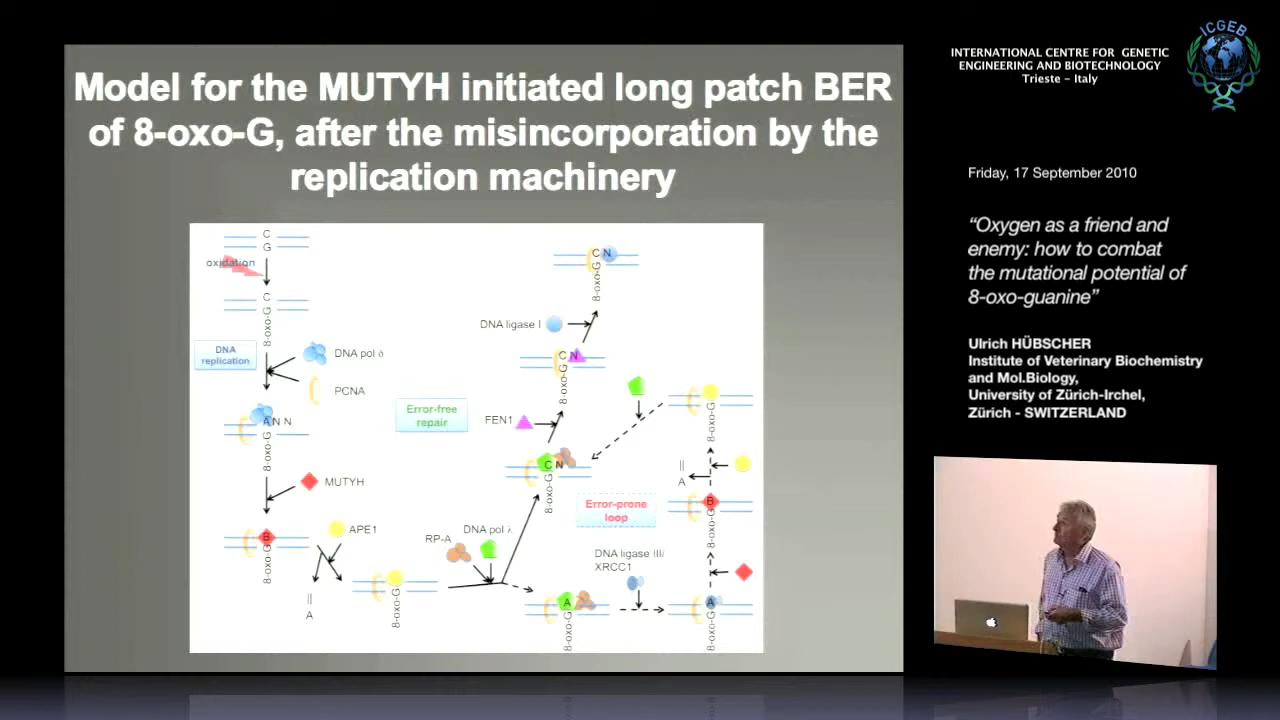 Model for the MUTYH initiated long patch BER
of 8-oxo-G, after the misincorporation by the
replication machinery
C
G
oxidation
C
8-oxo-G
DNA
replication
DNA pol δ
PCNA
A N N
8-oxo-G
MUTYH
B
8-oxo-G
APE1
||
A
8-oxo-G
RP-A
DNA pol λ
Error-free
repair
C N
8-oxo-G
DNA ligase I
C N
8-oxo-G
FEN1
C N
8-oxo-G
Error-prone
loop
DNA ligase III/
XRCC1
A
8-oxo-G
A
8-oxo-G
B
8-oxo-G
||
A
8-oxo-G
INTERNATIONAL CENTRE FOR GENETIC
ENGINEERING AND BIOTECHNOLOGY
Trieste – Italy
ICGEB
Friday, 17 September 2010
“Oxygen as a friend and
enemy: how to combat
the mutational potential of
8-oxo-guanine”
Ulrich HÜBSCHER
Institute of Veterinary Biochemistry
and Mol.Biology,
University of Zürich-Irchel,
Zürich - SWITZERLAND